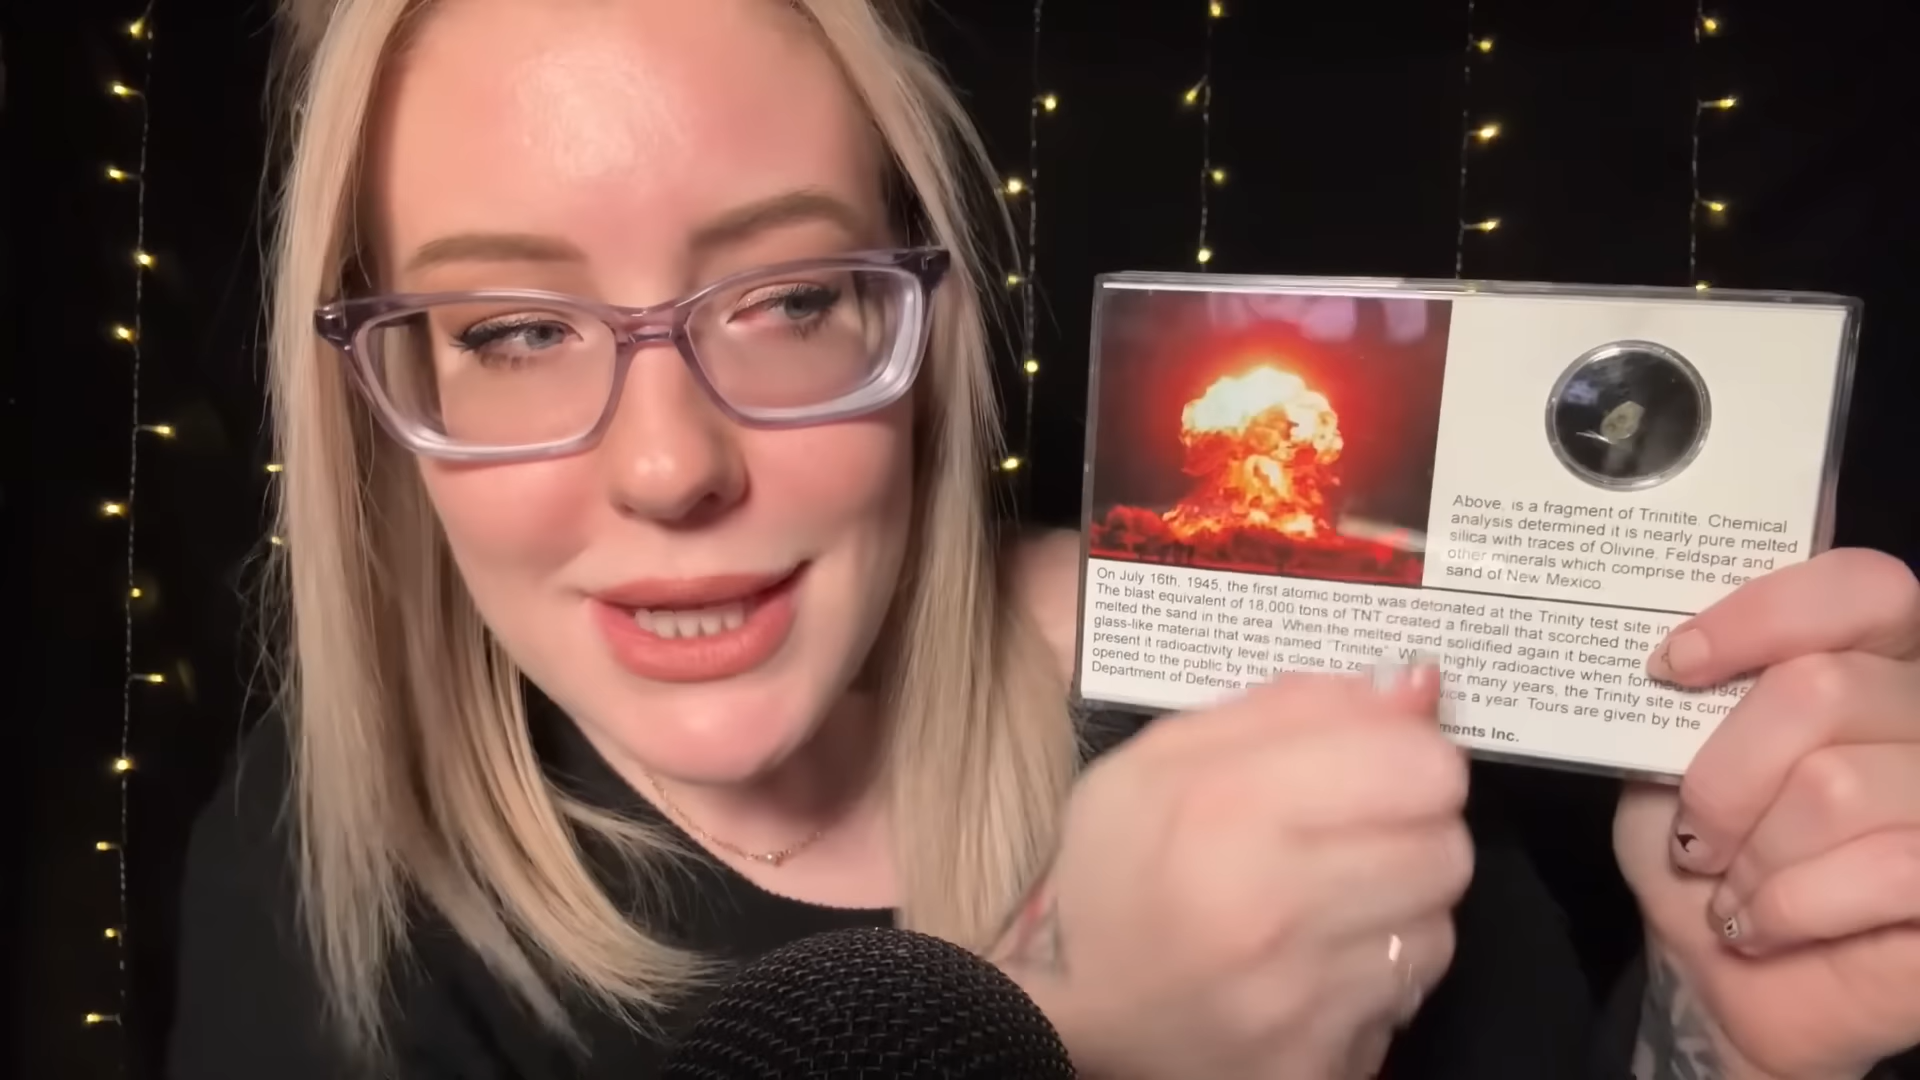 Above, is a fragment of Trinitite. Chemical
analysis determined it is nearly pure melted
silica with traces of Olivine, Feldspar and
other minerals which comprise the
sand of New Mexico.
On July 16th, 1945, the first atomic bomb was detonated at the Trinity test site in
The blast equivalent of 18,000 tons of TNT created a fireball that scorched the
melted the sand in the area. When the melted sand solidified again it became
glass-like material that was named "Trinitite". highly radioactive when 1945
present it radioactivity level is close to for many years, the Trinity site is
opened to the public by the a year. Tours are given by the
Department of Defense
Inc.